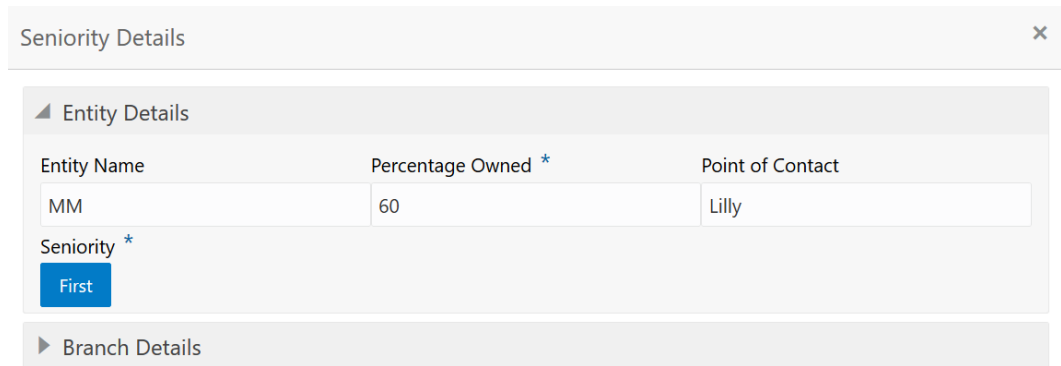 Seniority Details ×
Entity Details
Entity Name Percentage Owned * Point of Contact
MM 60 Lilly
Seniority *
First
Branch Details